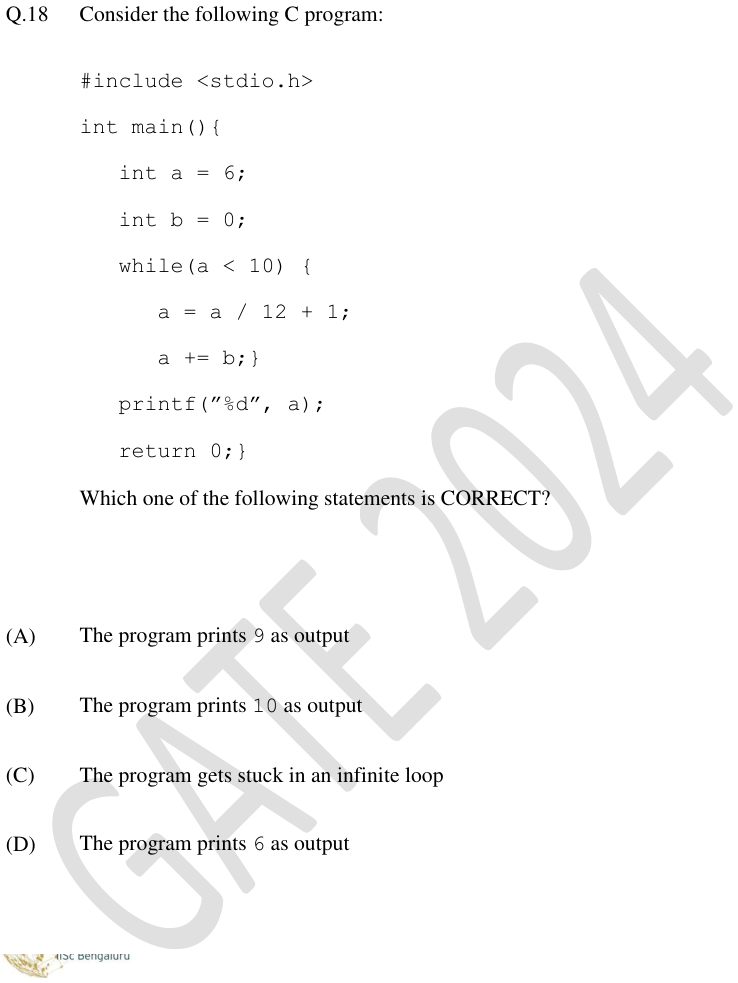 Q.18 Consider the following C program:
#include <stdio.h>
int main(){
int a = 6;
int b = 0;
while(a < 10) {
a = a / 12 + 1;
a += b;}
printf(″%d″, a);
return 0;}
Which one of the following statements is CORRECT?
(A) The program prints 9 as output
(B) The program prints 10 as output
(C) The program gets stuck in an infinite loop
(D) The program prints 6 as output
GATE 2024
IISc Bengaluru